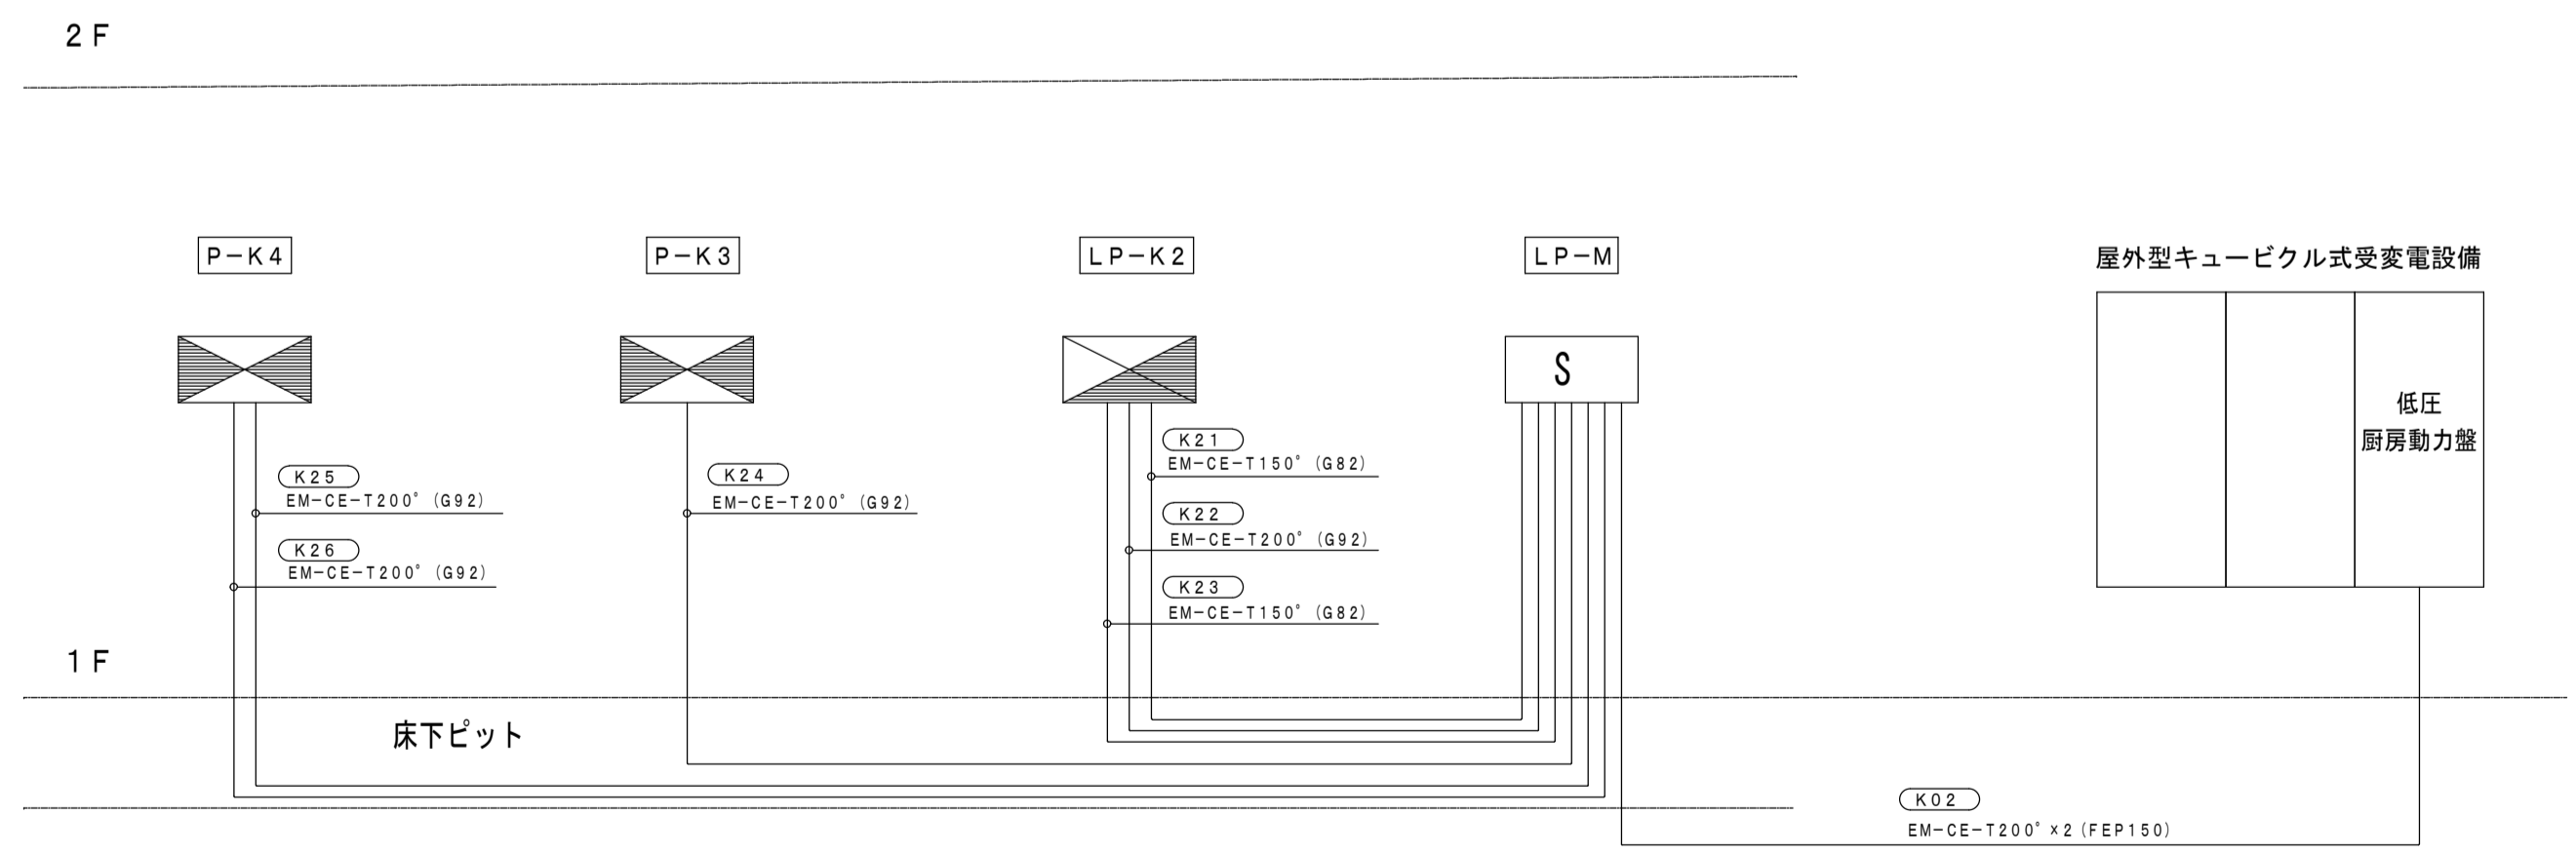 ２Ｆ
Ｐ－Ｋ４
Ｐ－Ｋ３
ＬＰ－Ｋ２
ＬＰ－Ｍ
屋外型キュービクル式受変電設備
S
低圧
厨房動力盤
Ｋ２１
EM-CE-T150° (G82)
Ｋ２５
EM-CE-T200° (G92)
Ｋ２４
EM-CE-T200° (G92)
Ｋ２２
EM-CE-T200° (G92)
Ｋ２６
EM-CE-T200° (G92)
Ｋ２３
EM-CE-T150° (G82)
１Ｆ
床下ピット
Ｋ０２
EM-CE-T200°×2(FEP150)